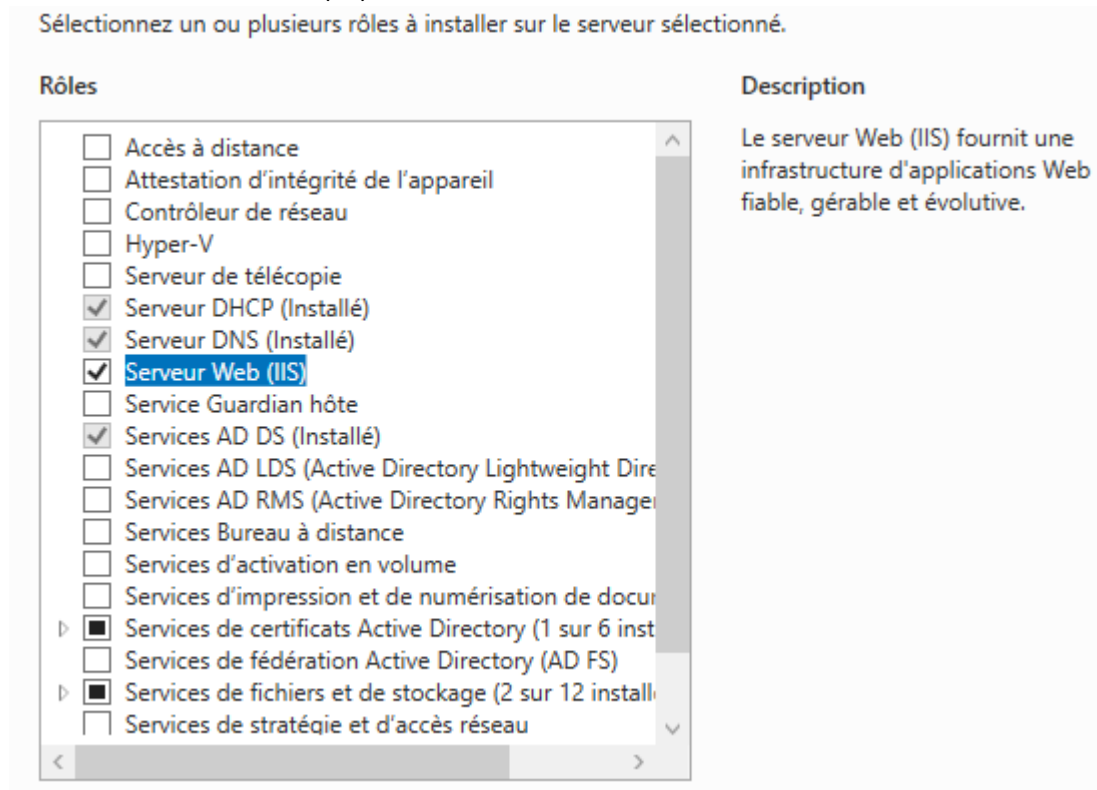 Sélectionnez un ou plusieurs rôles à installer sur le serveur sélectionné.
Rôles
Accès à distance
Attestation d'intégrité de l'appareil
Contrôleur de réseau
Hyper-V
Serveur de télécopie
Serveur DHCP (Installé)
Serveur DNS (Installé)
Serveur Web (IIS)
Service Guardian hôte
Services AD DS (Installé)
Services AD LDS (Active Directory Lightweight Dire
Services AD RMS (Active Directory Rights Manager
Services Bureau à distance
Services d'activation en volume
Services d'impression et de numérisation de docu
Services de certificats Active Directory (1 sur 6 inst
Services de fédération Active Directory (AD FS)
Services de fichiers et de stockage (2 sur 12 install
Services de stratégie et d'accès réseau
Description
Le serveur Web (IIS) fournit une
infrastructure d'applications Web
fiable, gérable et évolutive.